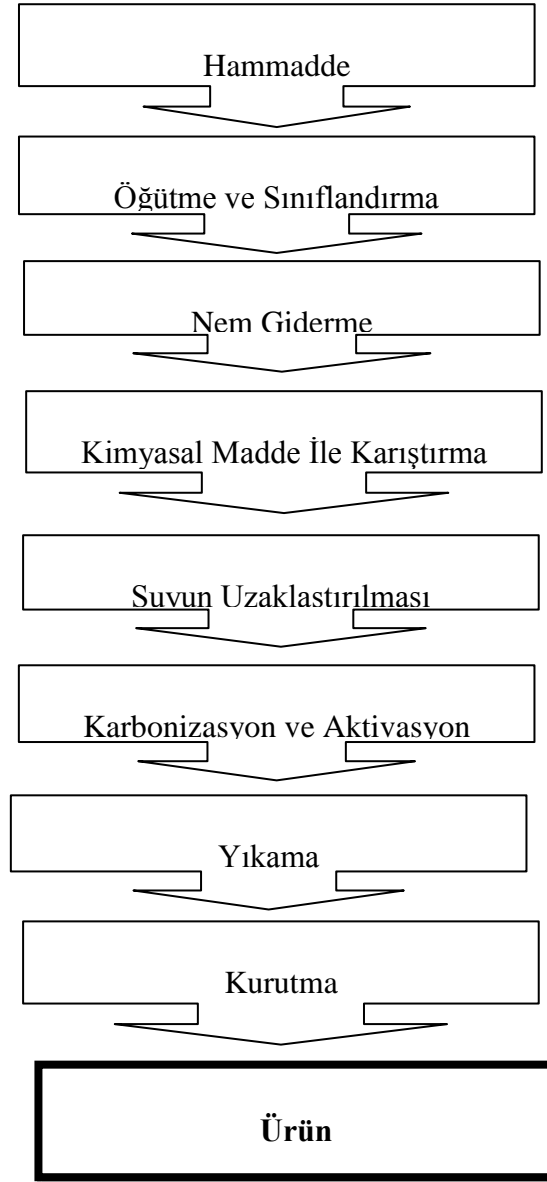 Hammadde
Öğütme ve Sınıflandırma
Nem Giderme
Kimyasal Madde İle Karıştırma
Suyun Uzaklaştırılması
Karbonizasyon ve Aktivasyon
Yıkama
Kurutma
Ürün